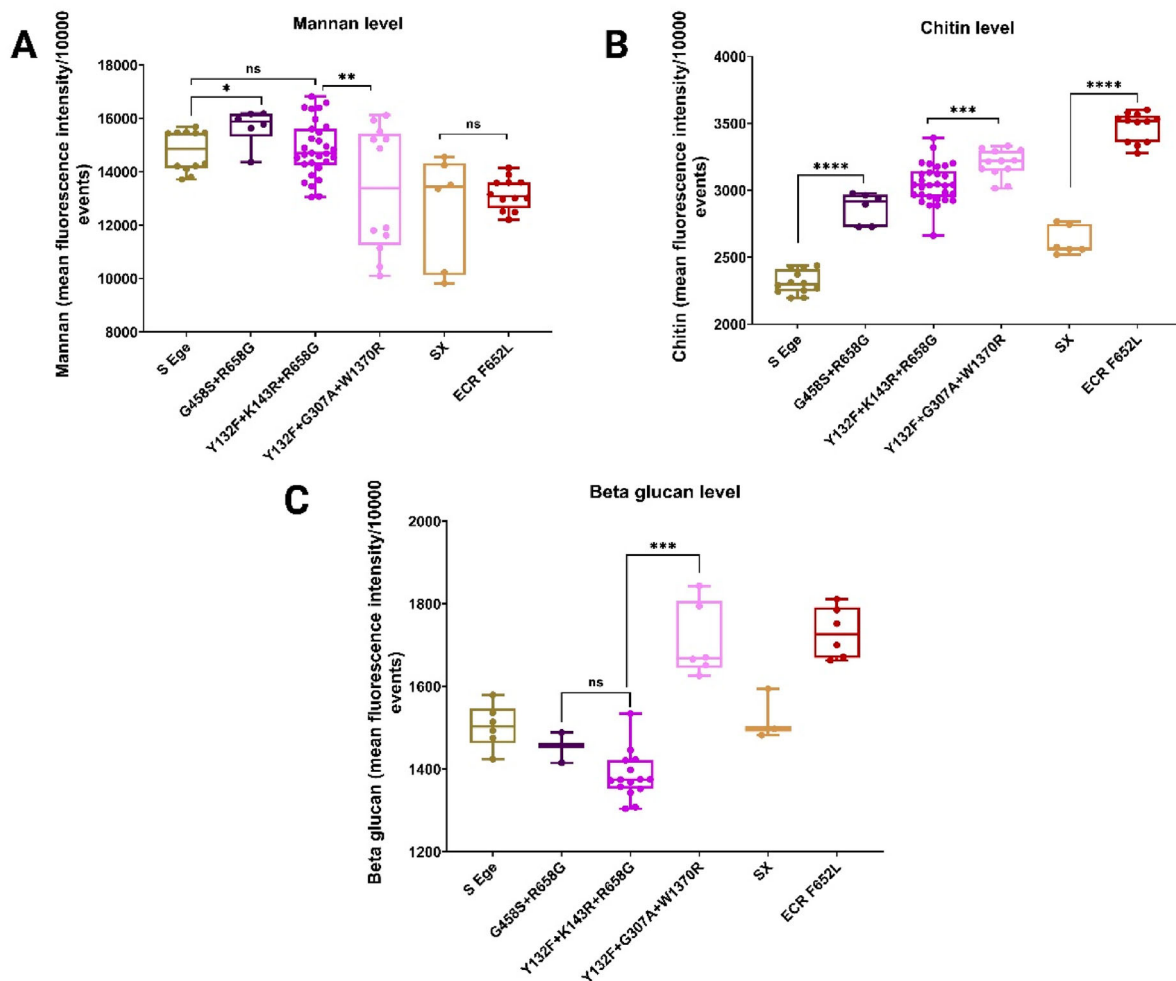 A
Mannan level
Mannan (mean fluorescence intensity/10000
events)
18000
16000
14000
12000
10000
8000
ns
*
**
ns
S Ege
G458S+R658G
Y132F+K143R+R658G
Y132F+G307A+W1370R
SX
ECR F652L
B
Chitin level
Chitin (mean fluorescence intensity/10000
events)
4000
3500
3000
2500
2000
****
***
****
S Ege
G458S+R658G
Y132F+K143R+R658G
Y132F+G307A+W1370R
SX
ECR F652L
C
Beta glucan level
Beta glucan (mean fluorescence intensity/10000
events)
2000
1800
1600
1400
1200
ns
***
S Ege
G458S+R658G
Y132F+K143R+R658G
Y132F+G307A+W1370R
SX
ECR F652L